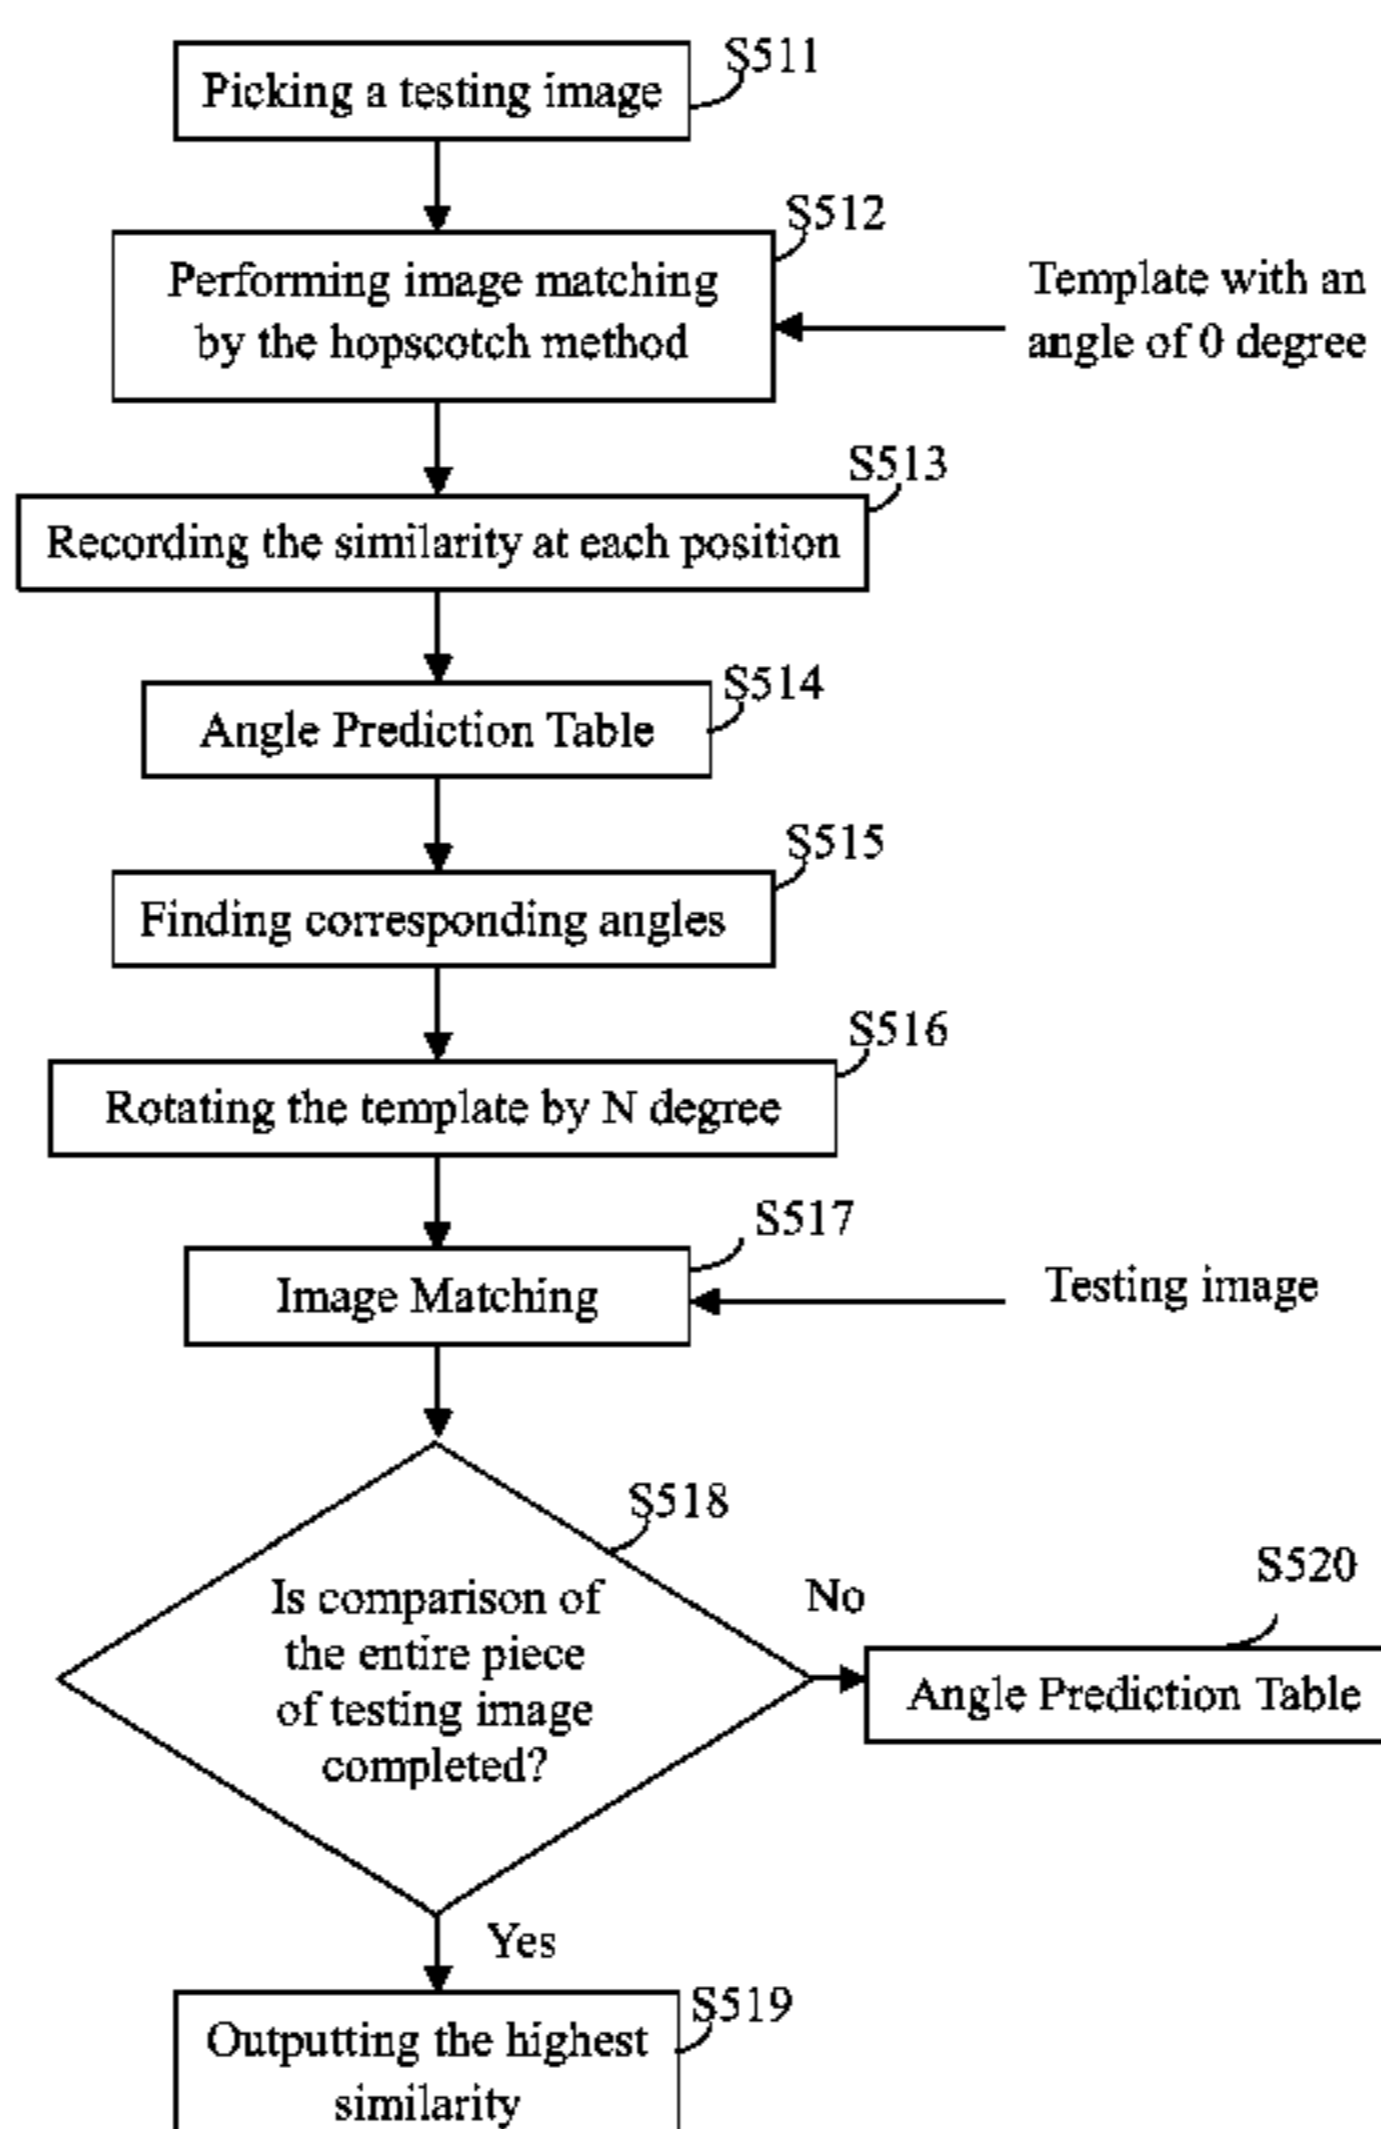 S511
Picking a testing image
S512
Performing image matching
by the hopscotch method
Template with an
angle of 0 degree
S513
Recording the similarity at each position
S514
Angle Prediction Table
S515
Finding corresponding angles
S516
Rotating the template by N degree
S517
Image Matching
Testing image
S518
Is comparison of
the entire piece
of testing image
completed?
No
S520
Angle Prediction Table
Yes
S519
Outputting the highest
similarity